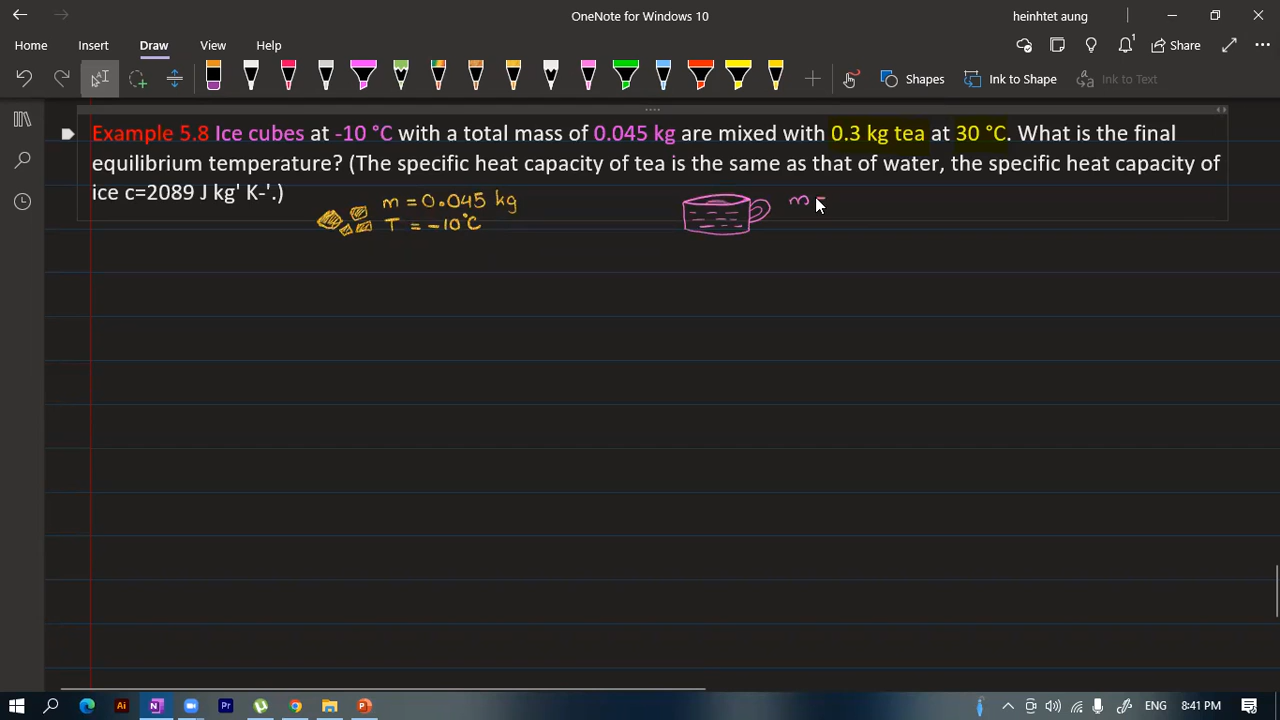 OneNote for Windows 10
heinhtet aung
Home
Insert
Draw
View
Help
Share
Shapes
Ink to Shape
Ink to Text
Example 5.8 Ice cubes at -10 °C with a total mass of 0.045 kg are mixed with 0.3 kg tea at 30 °C. What is the final
equilibrium temperature? (The specific heat capacity of tea is the same as that of water, the specific heat capacity of
ice c=2089 J kg' K-'.)
m = 0.045 kg
T = -10°C
m =
ENG
8:41 PM